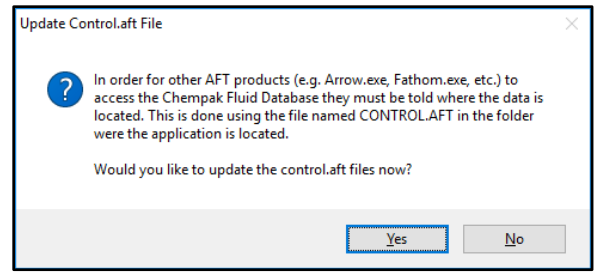 Update Control.aft File
In order for other AFT products (e.g. Arrow.exe, Fathom.exe, etc.) to
access the Chempak Fluid Database they must be told where the data is
located. This is done using the file named CONTROL.AFT in the folder
were the application is located.
Would you like to update the control.aft files now?
Yes
No